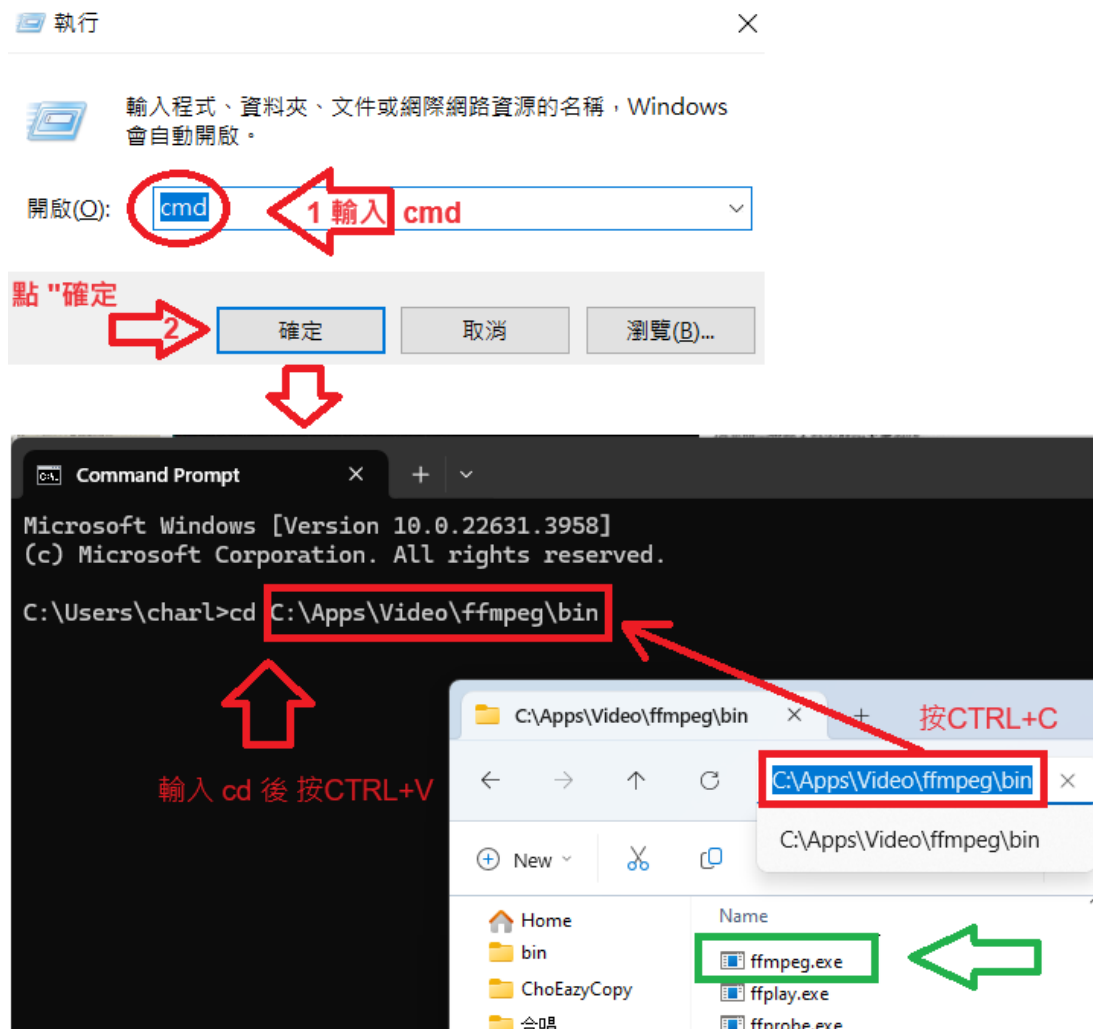 執行
輸入程式、資料夾、文件或網際網路資源的名稱，Windows
會自動開啟。
開啟(O):
cmd
1 輸入 cmd
點 "確定
2
確定
取消
瀏覽(B)...
Command Prompt
Microsoft Windows [Version 10.0.22631.3958]
(c) Microsoft Corporation. All rights reserved.
C:\Users\charl>cd C:\Apps\Video\ffmpeg\bin
輸入 cd 後 按CTRL+V
C:\Apps\Video\ffmpeg\bin
按CTRL+C
C:\Apps\Video\ffmpeg\bin
C:\Apps\Video\ffmpeg\bin
New
Home
bin
ChoEazyCopy
合唱
Name
ffmpeg.exe
ffplay.exe
ffprobe.exe